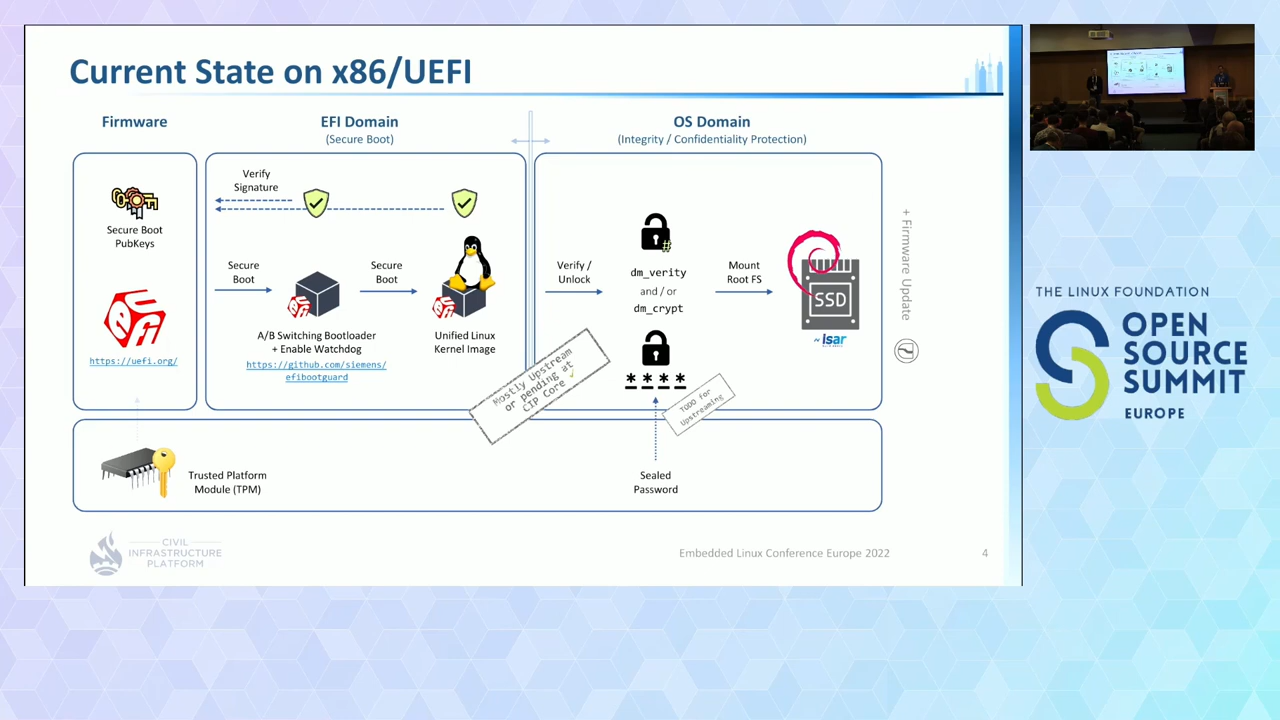 Current State on x86/UEFI
Firmware
EFI Domain
(Secure Boot)
OS Domain
(Integrity / Confidentiality Protection)
Secure Boot
PubKeys
https://uefi.org/
Verify
Signature
Secure
Boot
A/B Switching Bootloader
+ Enable Watchdog
https://github.com/siemens/
efibootguard
Secure
Boot
Unified Linux
Kernel Image
Verify /
Unlock
#
dm_verity
and / or
dm_crypt
* * * *
Mount
Root FS
SSD
isar
+ Firmware Update
Mostly Upstream
or pending at
CIP Core ✓
TODO for
Upstreaming
Trusted Platform
Module (TPM)
Sealed
Password
CIVIL
INFRASTRUCTURE
PLATFORM
Embedded Linux Conference Europe 2022
4
THE LINUX FOUNDATION
OPEN
SOURCE
SUMMIT
EUROPE